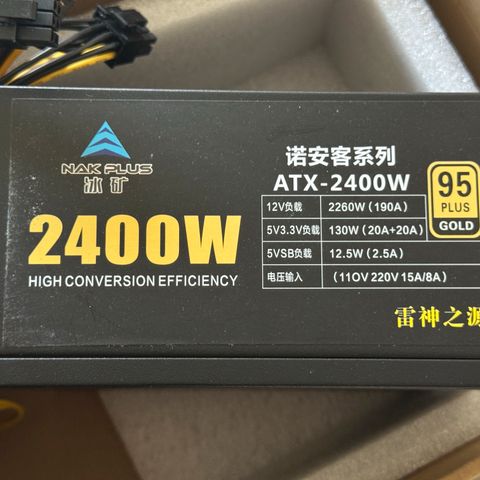 NAK PLUS
冰矿
2400W
HIGH CONVERSION EFFICIENCY
诺安客系列
ATX-2400W
12V负载 2260W(190A)
5V3.3V负载 130W(20A+20A)
5VSB负载 12.5W(2.5A)
电压输入 (110V 220V 15A/8A)
95
PLUS
GOLD
雷神之源